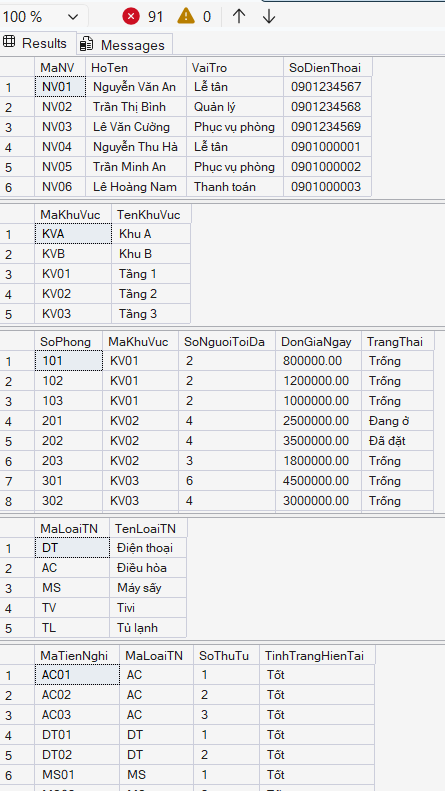 100 % 91 0
Results Messages
MaNV HoTen VaiTro SoDienThoai
1 NV01 Nguyễn Văn An Lễ tân 0901234567
2 NV02 Trần Thị Bình Quản lý 0901234568
3 NV03 Lê Văn Cường Phục vụ phòng 0901234569
4 NV04 Nguyễn Thu Hà Lễ tân 0901000001
5 NV05 Trần Minh An Phục vụ phòng 0901000002
6 NV06 Lê Hoàng Nam Thanh toán 0901000003
MaKhuVuc TenKhuVuc
1 KVA Khu A
2 KVB Khu B
3 KV01 Tầng 1
4 KV02 Tầng 2
5 KV03 Tầng 3
SoPhong MaKhuVuc SoNguoiToiDa DonGiaNgay TrangThai
1 101 KV01 2 800000.00 Trống
2 102 KV01 2 1200000.00 Trống
3 103 KV01 2 1000000.00 Trống
4 201 KV02 4 2500000.00 Đang ở
5 202 KV02 4 3500000.00 Đã đặt
6 203 KV02 3 1800000.00 Trống
7 301 KV03 6 4500000.00 Trống
8 302 KV03 4 3000000.00 Trống
MaLoaiTN TenLoaiTN
1 DT Điện thoại
2 AC Điều hòa
3 MS Máy sấy
4 TV Tivi
5 TL Tủ lạnh
MaTienNghi MaLoaiTN SoThuTu TinhTrangHienTai
1 AC01 AC 1 Tốt
2 AC02 AC 2 Tốt
3 AC03 AC 3 Tốt
4 DT01 DT 1 Tốt
5 DT02 DT 2 Tốt
6 MS01 MS 1 Tốt